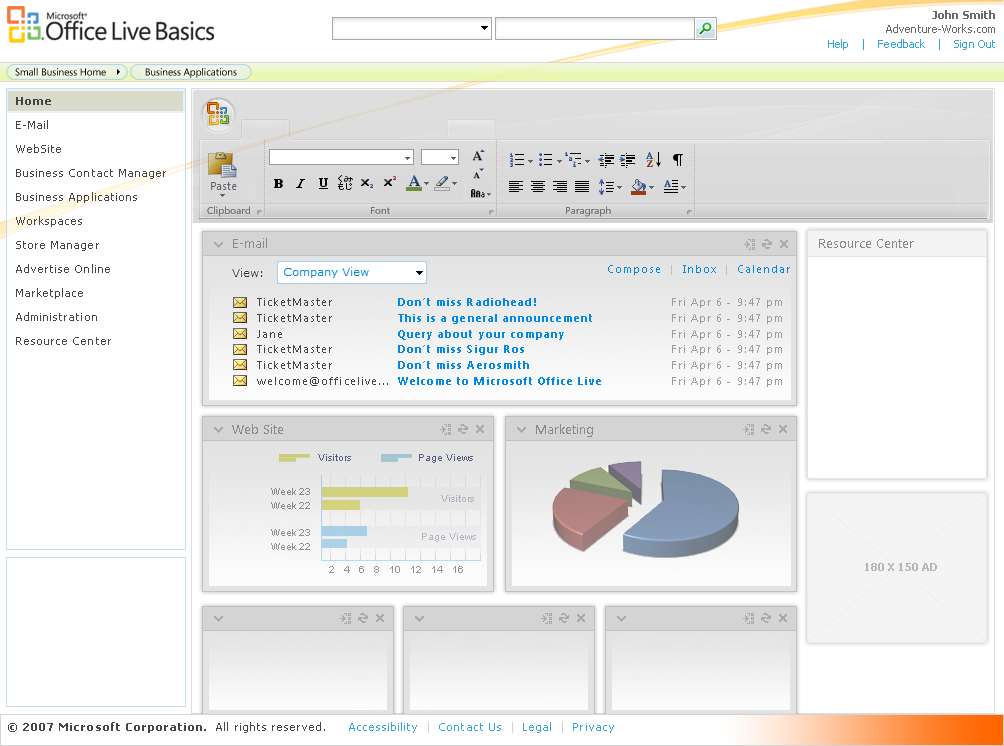 Microsoft®
Office Live Basics
John Smith
Adventure-Works.com
Help | Feedback | Sign Out
Small Business Home
Business Applications
Home
E-Mail
WebSite
Business Contact Manager
Business Applications
Workspaces
Store Manager
Advertise Online
Marketplace
Administration
Resource Center
Paste
B I U X₂ X² A A A Aa
Clipboard Font Paragraph
E-mail
View: Company View
Compose | Inbox | Calendar
TicketMaster Don´t miss Radiohead! Fri Apr 6 - 9:47 pm
TicketMaster This is a general announcement Fri Apr 6 - 9:47 pm
Jane Query about your company Fri Apr 6 - 9:47 pm
TicketMaster Don´t miss Sigur Ros Fri Apr 6 - 9:47 pm
TicketMaster Don´t miss Aerosmith Fri Apr 6 - 9:47 pm
welcome@officelive... Welcome to Microsoft Office Live Fri Apr 6 - 9:47 pm
Resource Center
Web Site
Visitors Page Views
Week 23
Week 22
Visitors
Week 23
Week 22
Page Views
2 4 6 8 10 12 14 16
Marketing
180 X 150 AD
© 2007 Microsoft Corporation. All rights reserved. Accessibility | Contact Us | Legal | Privacy